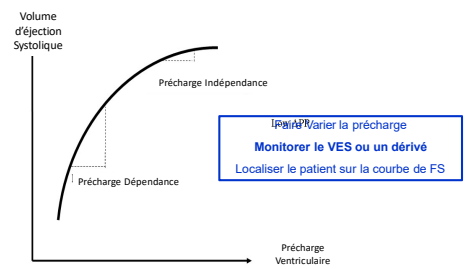 Volume
d'éjection
Systolique
Précharge Indépendance
Faire Varier la précharge
Monitorer le VES ou un dérivé
Localiser le patient sur la courbe de FS
Précharge Dépendance
Précharge
Ventriculaire